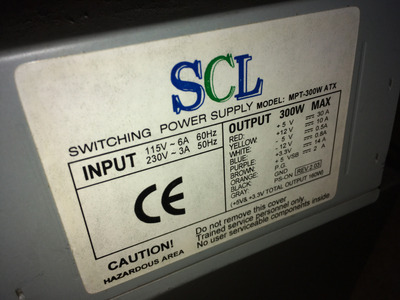 SCL
SWITCHING POWER SUPPLY MODEL: MPT-300W ATX
INPUT 115V ~ 6A 60Hz
230V ~ 3A 50Hz
OUTPUT 300W MAX
RED: + 5 V 30 A
YELLOW: +12 V 10 A
YELLOW: - 5 V 0.5A
BLUE: - 12 V 0.8A
WHITE: 
BLUE: +3.3V 14 A
PURPLE: + 5 VSB 2 A
BROWN: P.G.
ORANGE: GND
BLACK: PS-ON REV:2.03
GRAY:
(+5V& +3.3V TOTAL OUTPUT 180W)
CE
CAUTION!
HAZARDOUS AREA
Do not remove this cover
Trained service personnel only
No user serviceable components inside.